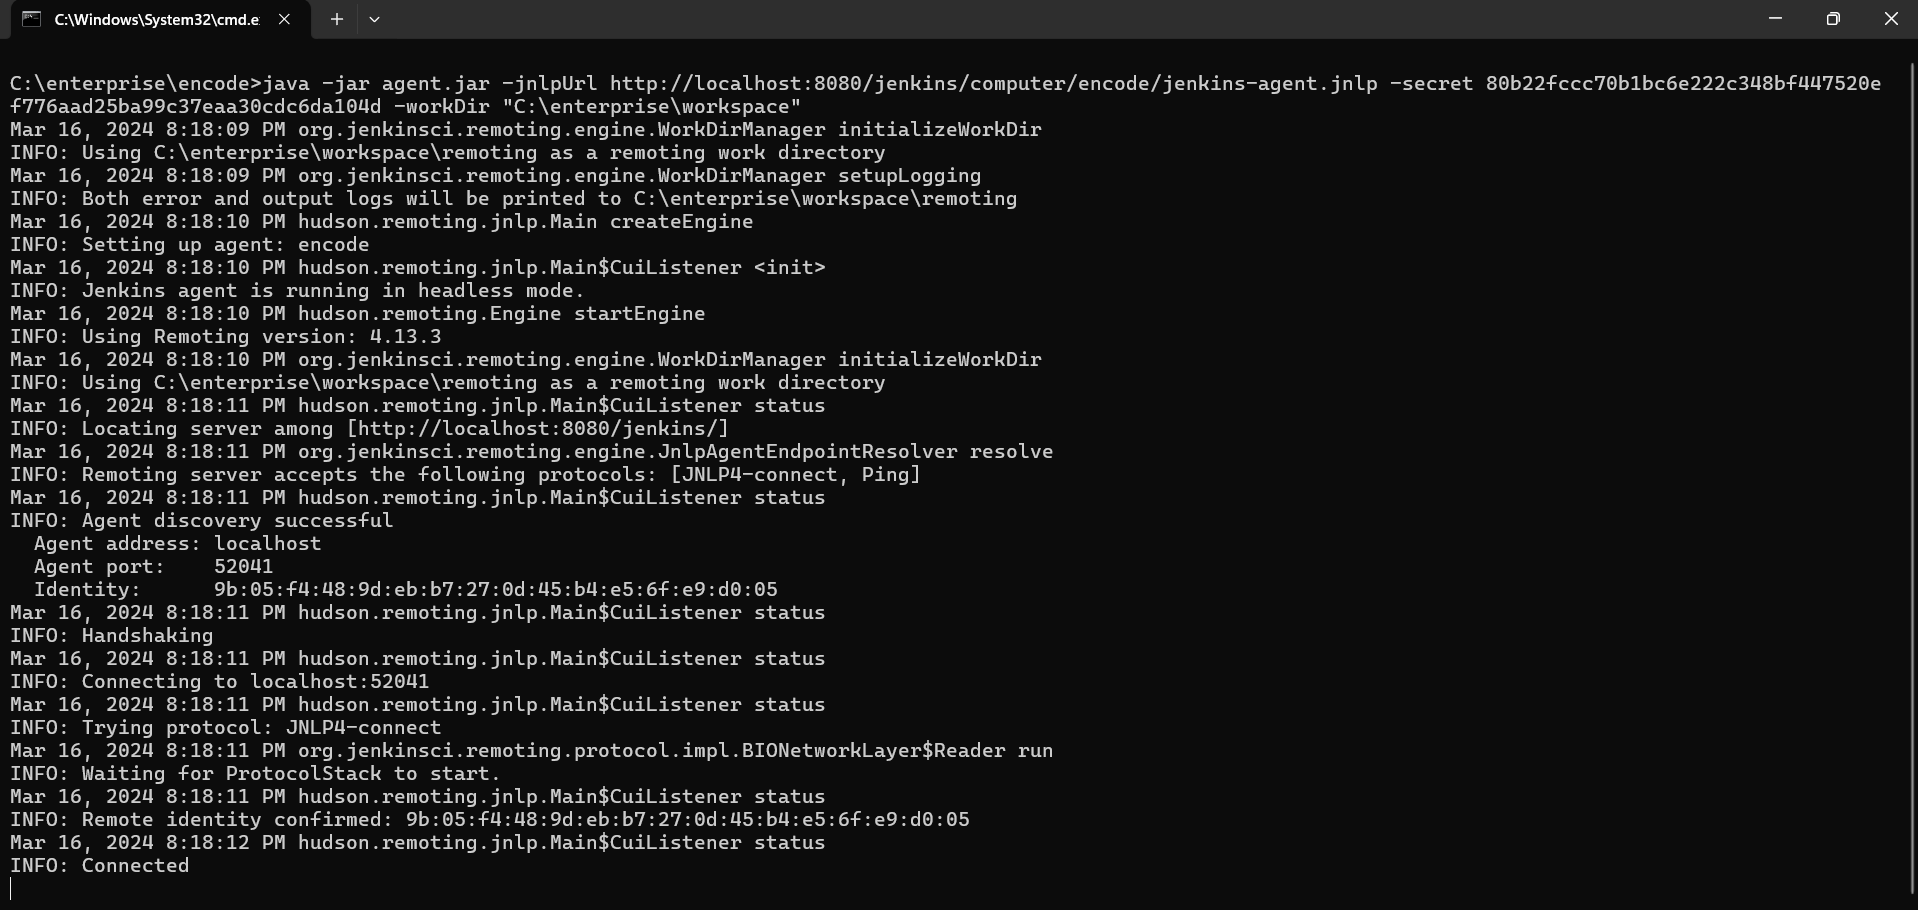 C:\Windows\System32\cmd.e
C:\enterprise\encode>java -jar agent.jar -jnlpUrl http://localhost:8080/jenkins/computer/encode/jenkins-agent.jnlp -secret 80b22fccc70b1bc6e222c348bf447520e
f776aad25ba99c37eaa30cdc6da104d -workDir "C:\enterprise\workspace"
Mar 16, 2024 8:18:09 PM org.jenkinsci.remoting.engine.WorkDirManager initializeWorkDir
INFO: Using C:\enterprise\workspace\remoting as a remoting work directory
Mar 16, 2024 8:18:09 PM org.jenkinsci.remoting.engine.WorkDirManager setupLogging
INFO: Both error and output logs will be printed to C:\enterprise\workspace\remoting
Mar 16, 2024 8:18:10 PM hudson.remoting.jnlp.Main createEngine
INFO: Setting up agent: encode
Mar 16, 2024 8:18:10 PM hudson.remoting.jnlp.Main$CuiListener <init>
INFO: Jenkins agent is running in headless mode.
Mar 16, 2024 8:18:10 PM hudson.remoting.Engine startEngine
INFO: Using Remoting version: 4.13.3
Mar 16, 2024 8:18:10 PM org.jenkinsci.remoting.engine.WorkDirManager initializeWorkDir
INFO: Using C:\enterprise\workspace\remoting as a remoting work directory
Mar 16, 2024 8:18:11 PM hudson.remoting.jnlp.Main$CuiListener status
INFO: Locating server among [http://localhost:8080/jenkins/]
Mar 16, 2024 8:18:11 PM org.jenkinsci.remoting.engine.JnlpAgentEndpointResolver resolve
INFO: Remoting server accepts the following protocols: [JNLP4-connect, Ping]
Mar 16, 2024 8:18:11 PM hudson.remoting.jnlp.Main$CuiListener status
INFO: Agent discovery successful
  Agent address: localhost
  Agent port:    52041
  Identity:      9b:05:f4:48:9d:eb:b7:27:0d:45:b4:e5:6f:e9:d0:05
Mar 16, 2024 8:18:11 PM hudson.remoting.jnlp.Main$CuiListener status
INFO: Handshaking
Mar 16, 2024 8:18:11 PM hudson.remoting.jnlp.Main$CuiListener status
INFO: Connecting to localhost:52041
Mar 16, 2024 8:18:11 PM hudson.remoting.jnlp.Main$CuiListener status
INFO: Trying protocol: JNLP4-connect
Mar 16, 2024 8:18:11 PM org.jenkinsci.remoting.protocol.impl.BIONetworkLayer$Reader run
INFO: Waiting for ProtocolStack to start.
Mar 16, 2024 8:18:11 PM hudson.remoting.jnlp.Main$CuiListener status
INFO: Remote identity confirmed: 9b:05:f4:48:9d:eb:b7:27:0d:45:b4:e5:6f:e9:d0:05
Mar 16, 2024 8:18:12 PM hudson.remoting.jnlp.Main$CuiListener status
INFO: Connected